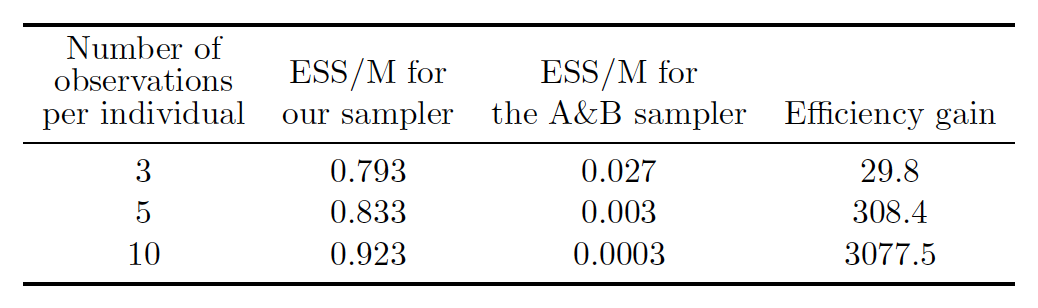 Number of
observations
per individual
ESS/M for
our sampler
ESS/M for
the A&B sampler
Efficiency gain
3 0.793 0.027 29.8
5 0.833 0.003 308.4
10 0.923 0.0003 3077.5